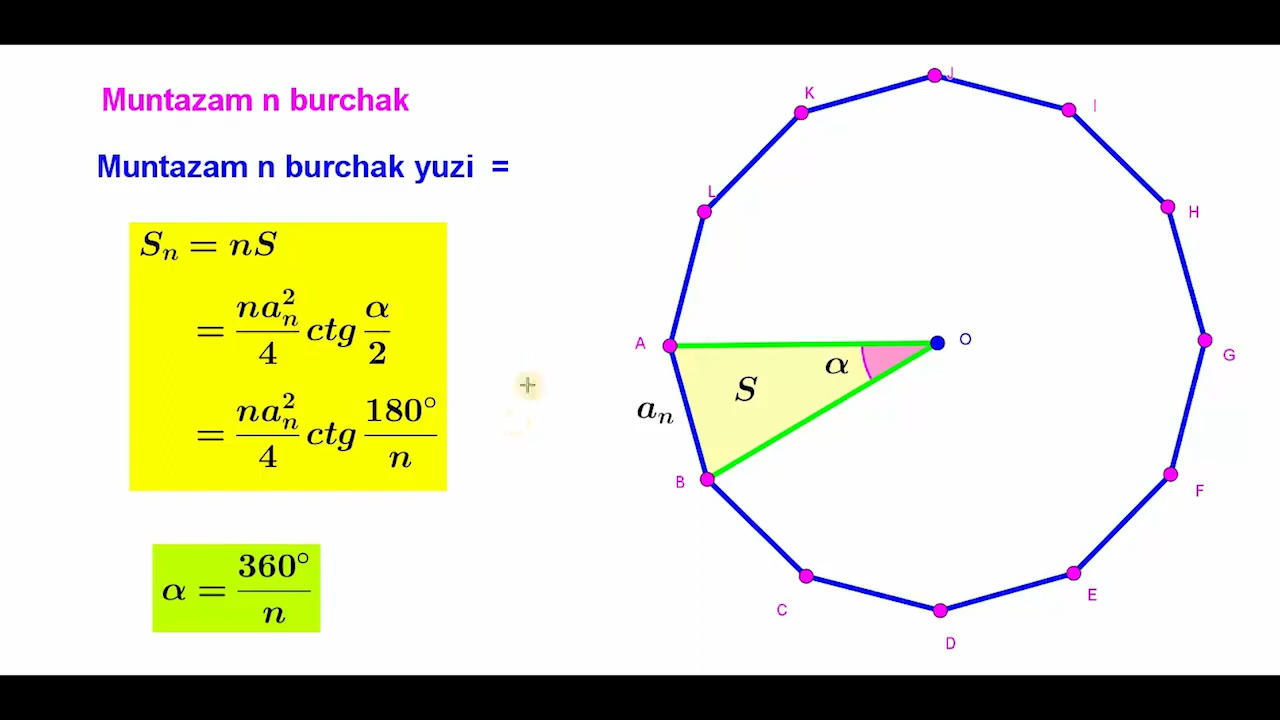 Muntazam n burchak
Muntazam n burchak yuzi =
Sₙ = nS
= naₙ²/4 ctg α/2
= naₙ²/4 ctg 180°/n
α = 360°/n
J
K
I
L
H
A
O
G
α
S
aₙ
B
F
C
E
D